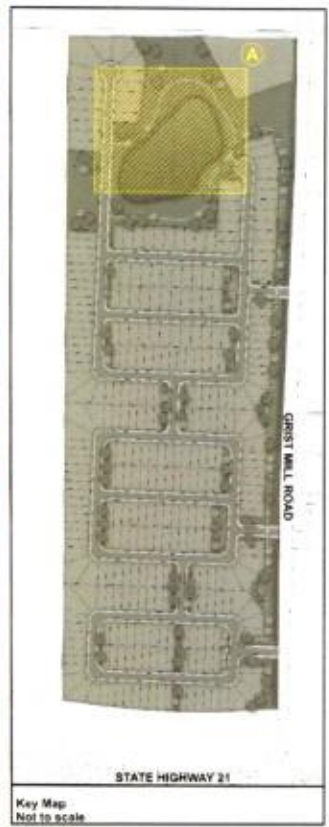 A
GRIST MILL ROAD
STATE HIGHWAY 21
Key Map
Not to scale